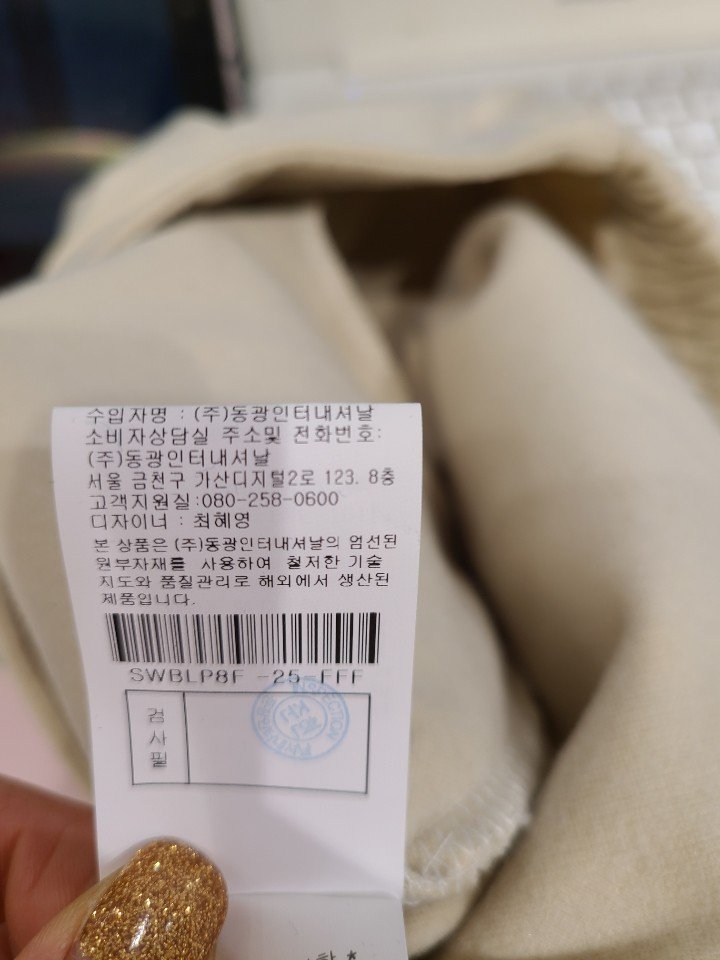 수입자명 : (주)동광인터내셔날
소비자상담실 주소및 전화번호:
(주)동광인터내셔날
서울 금천구 가산디지털2로 123. 8층
고객지원실:080-258-0600
디자이너 : 최혜영
본 상품은 (주)동광인터내셔날의 엄선된
원부자재를 사용하여 철저한 기술
지도와 품질관리로 해외에서 생산된
제품입니다.
SWBLP8F -25-FFF
검사필